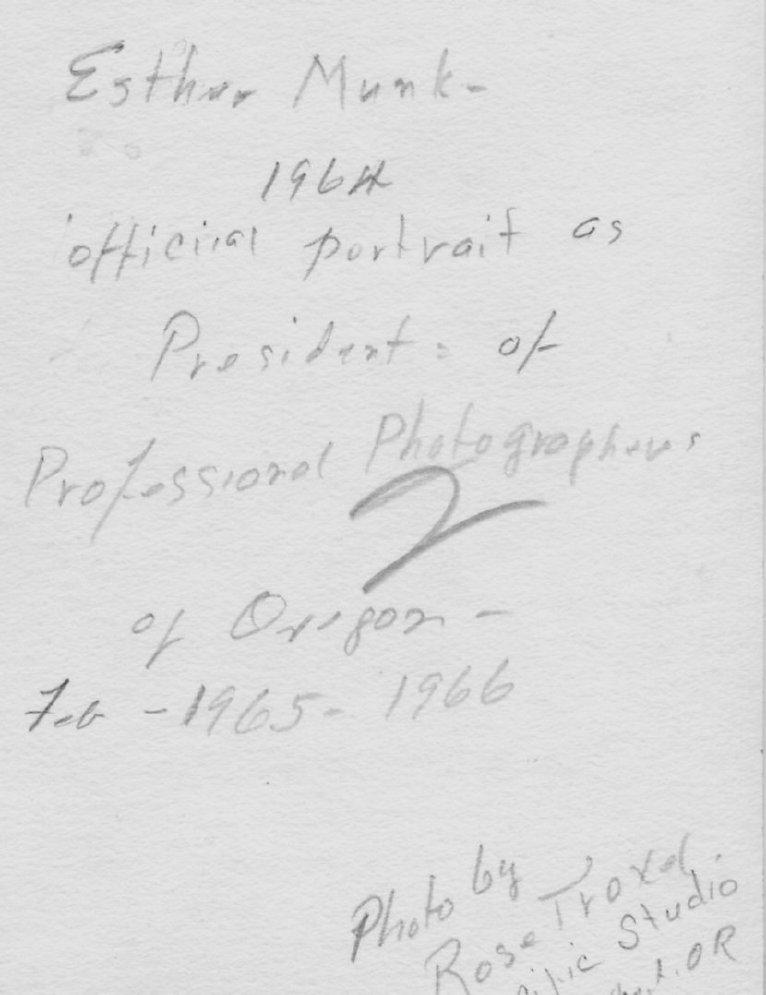 Esther Munk-
1964
official portrait as
President - of
Professional Photographers
2
of Oregon -
Feb - 1965 - 1966
Photo by
Rose Troxel
Studio
OR